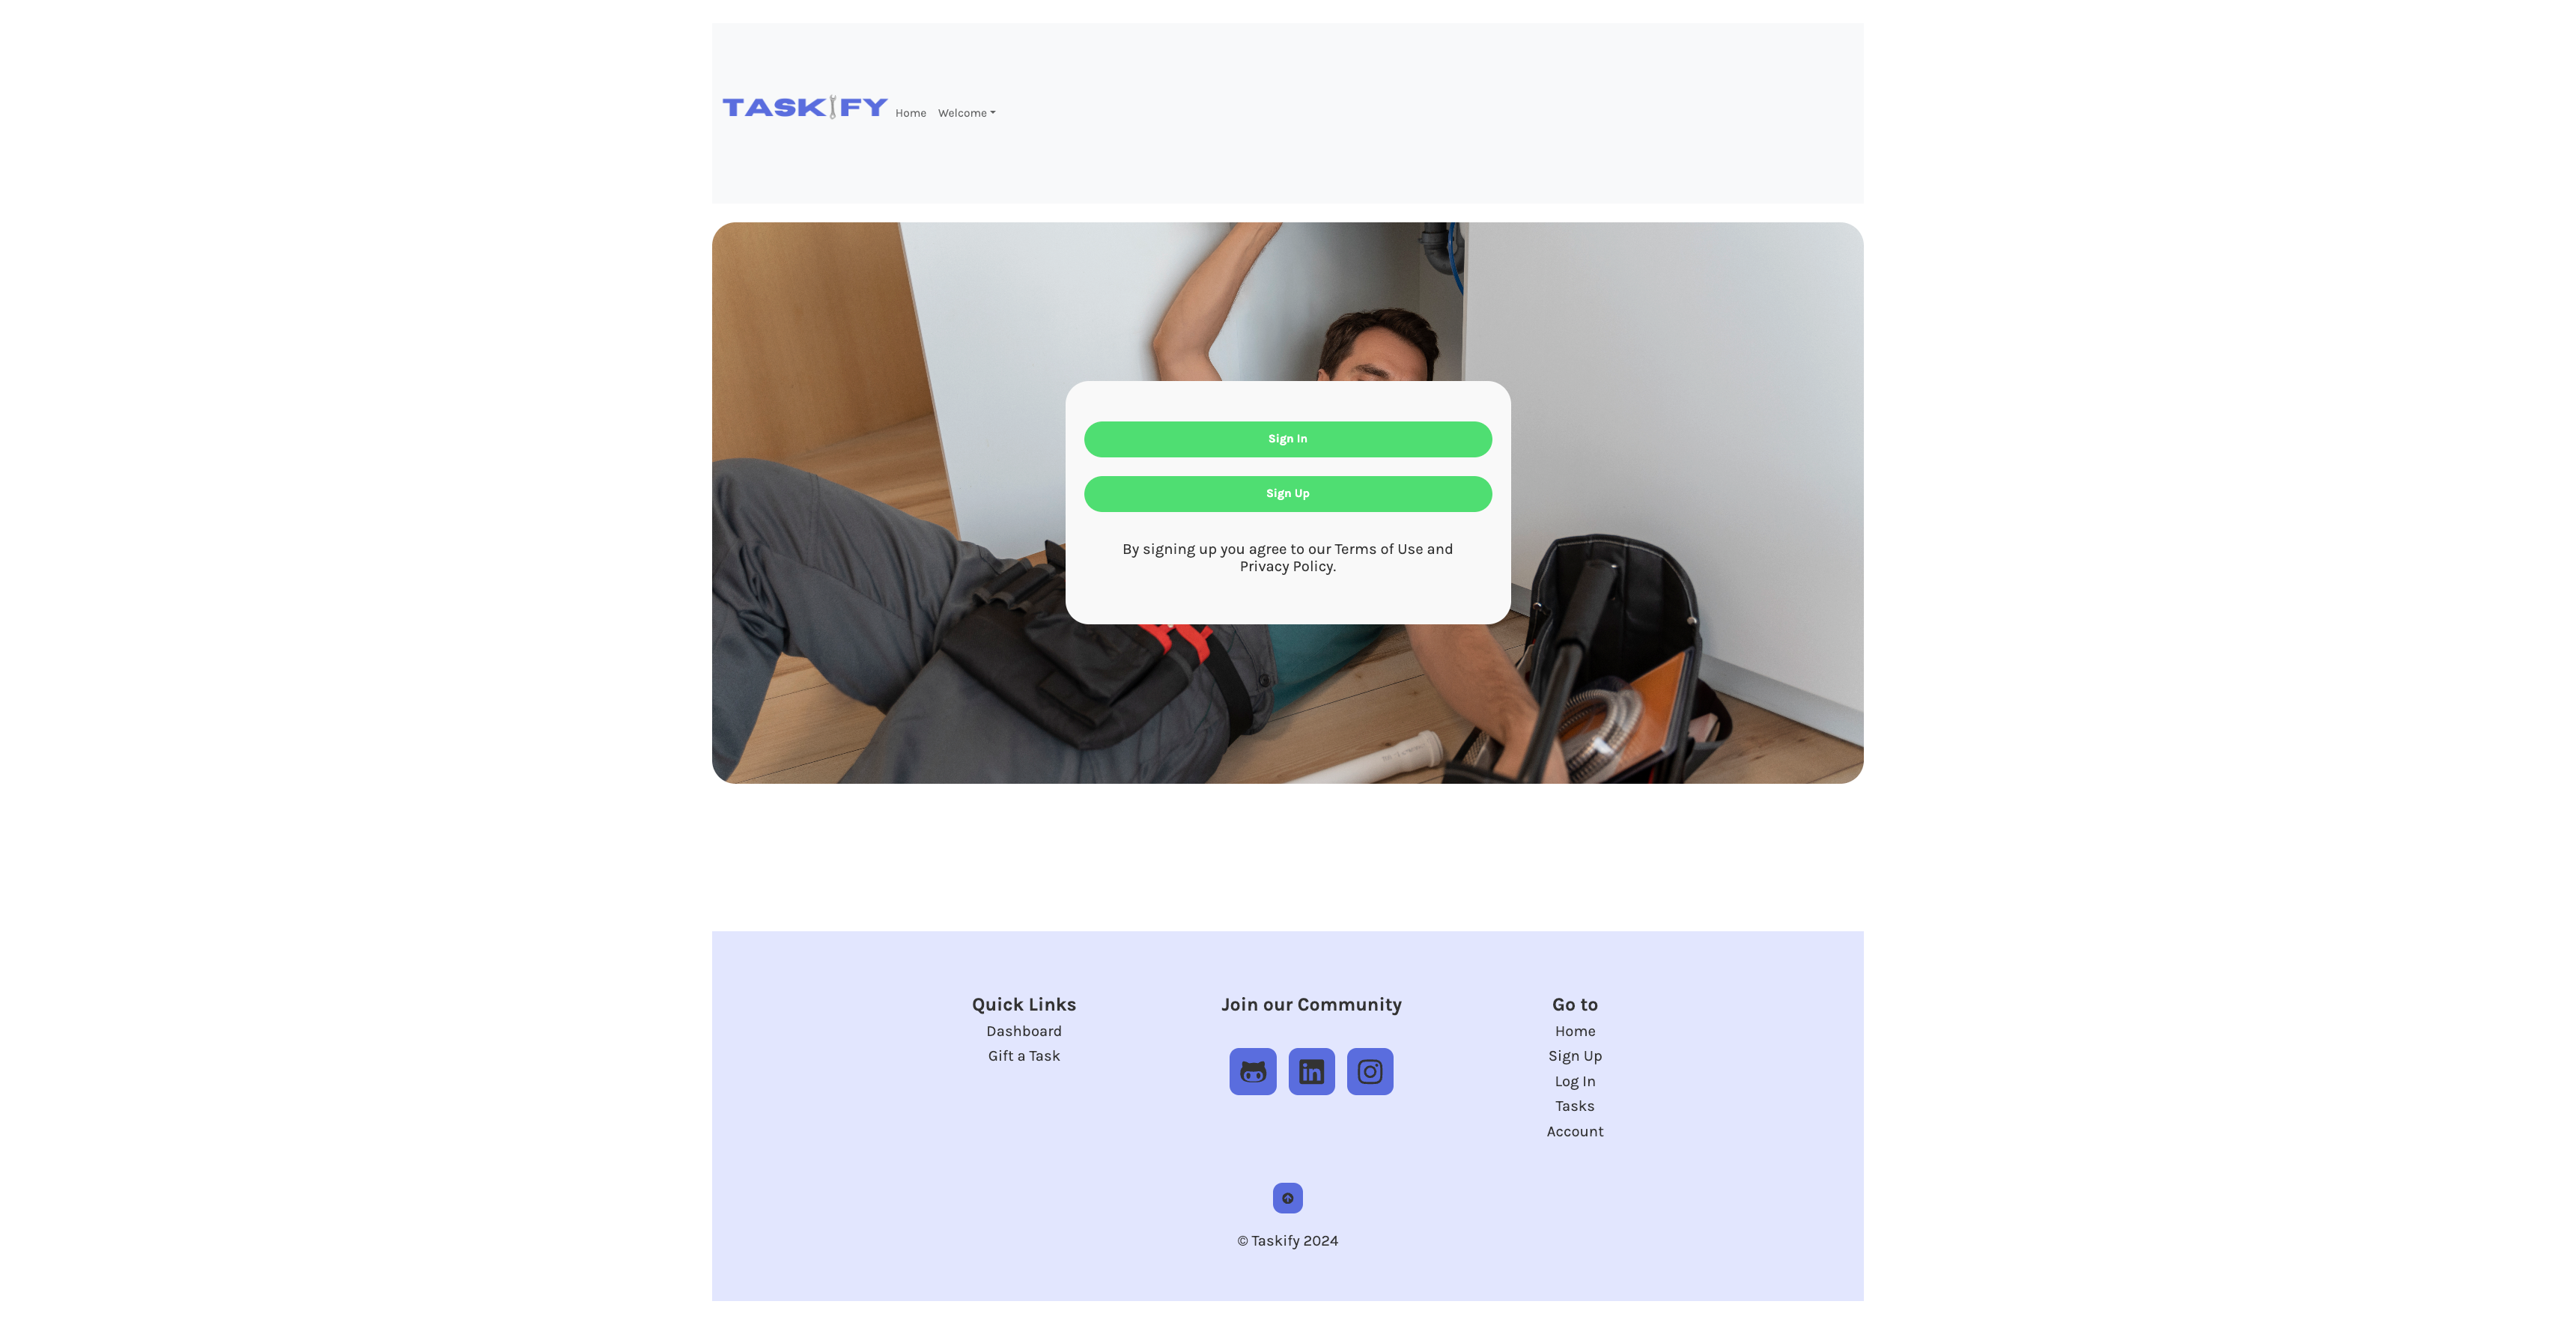 TASKIFY Home Welcome
Sign In
Sign Up
By signing up you agree to our Terms of Use and
Privacy Policy.
Quick Links
Dashboard
Gift a Task
Join our Community
in
Go to
Home
Sign Up
Log In
Tasks
Account
© Taskify 2024